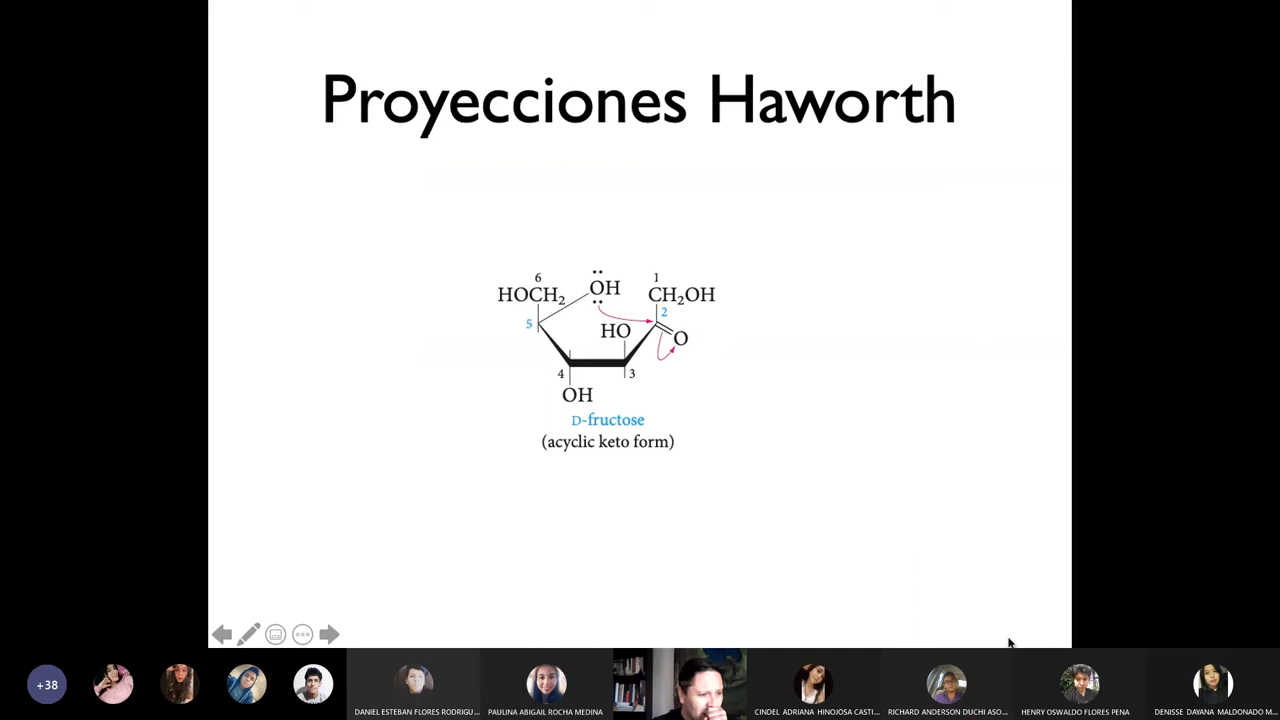 Proyecciones Haworth
6
1
HOCH₂
OH
CH₂OH
2
5
HO
O
4
3
OH
D-fructose
(acyclic keto form)
+38
DANIEL ESTEBAN FLORES RODRIGU...
PAULINA ABIGAIL ROCHA MEDINA
CINDEL ADRIANA HINOJOSA CASTI...
RICHARD ANDERSON DUCHI ASO...
HENRY OSWALDO FLORES PENA
DENISSE DAYANA MALDONADO M...